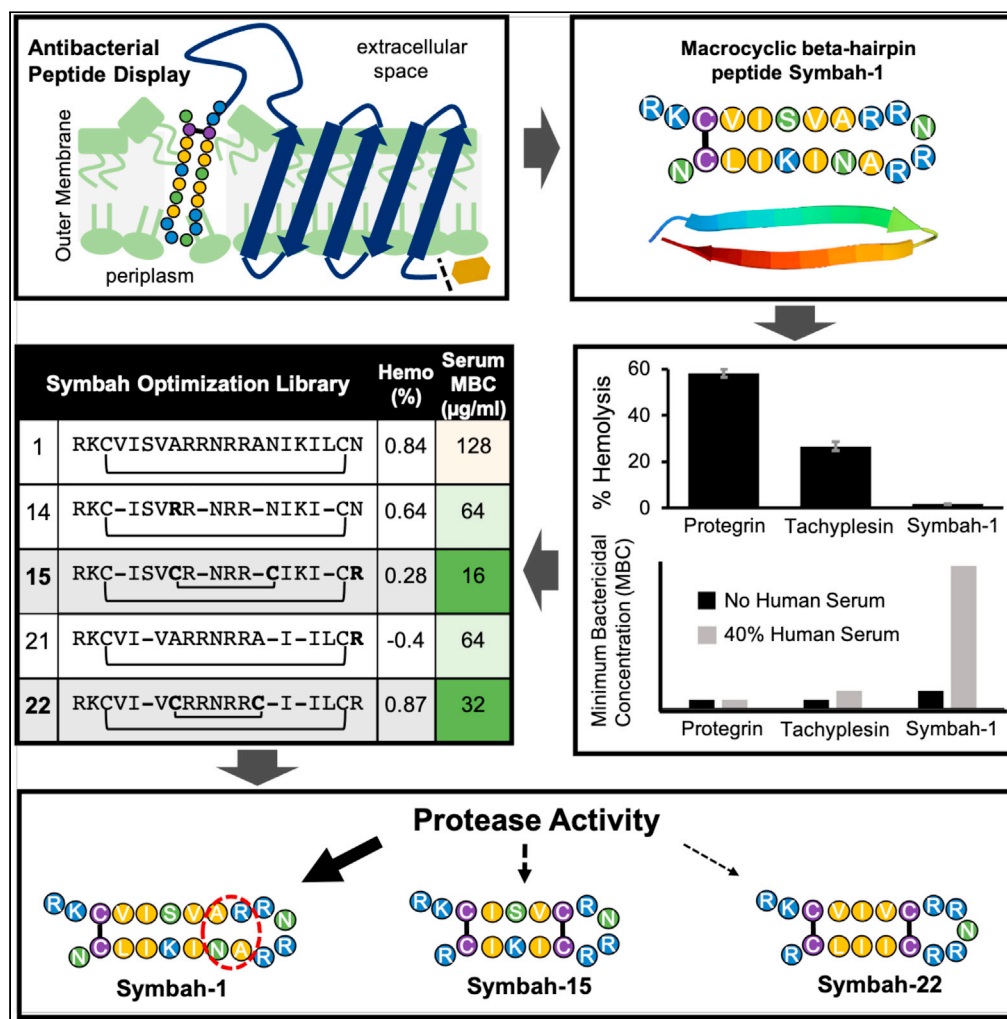 Antibacterial
Peptide Display
extracellular
space
Outer Membrane
periplasm
Macrocyclic beta-hairpin
peptide Symbah-1
R K C V I S V A R R N
N C L I K I N A R R
Symbah Optimization Library
Hemo
(%)
Serum
MBC
(µg/ml)
1 RKCVISVARRNRRANIKILCN 0.84 128
14 RKC-ISVRR-NRR-NIKI-CN 0.64 64
15 RKC-ISVCR-NRR-CIKI-CR 0.28 16
21 RKCVI-VARRNRRA-I-ILCR -0.4 64
22 RKCVI-VCRRNRRC-I-ILCR 0.87 32
% Hemolysis
60
40
20
0
Protegrin Tachyplesin Symbah-1
Minimum Bactericidal
Concentration (MBC)
No Human Serum
40% Human Serum
Protegrin Tachyplesin Symbah-1
Protease Activity
R K C V I S V A R R N
N C L I K I N A R R
Symbah-1
R K C I S V C R N
R C I K I C R R
Symbah-15
R K C V I V C R R N
R C L I I C R R
Symbah-22